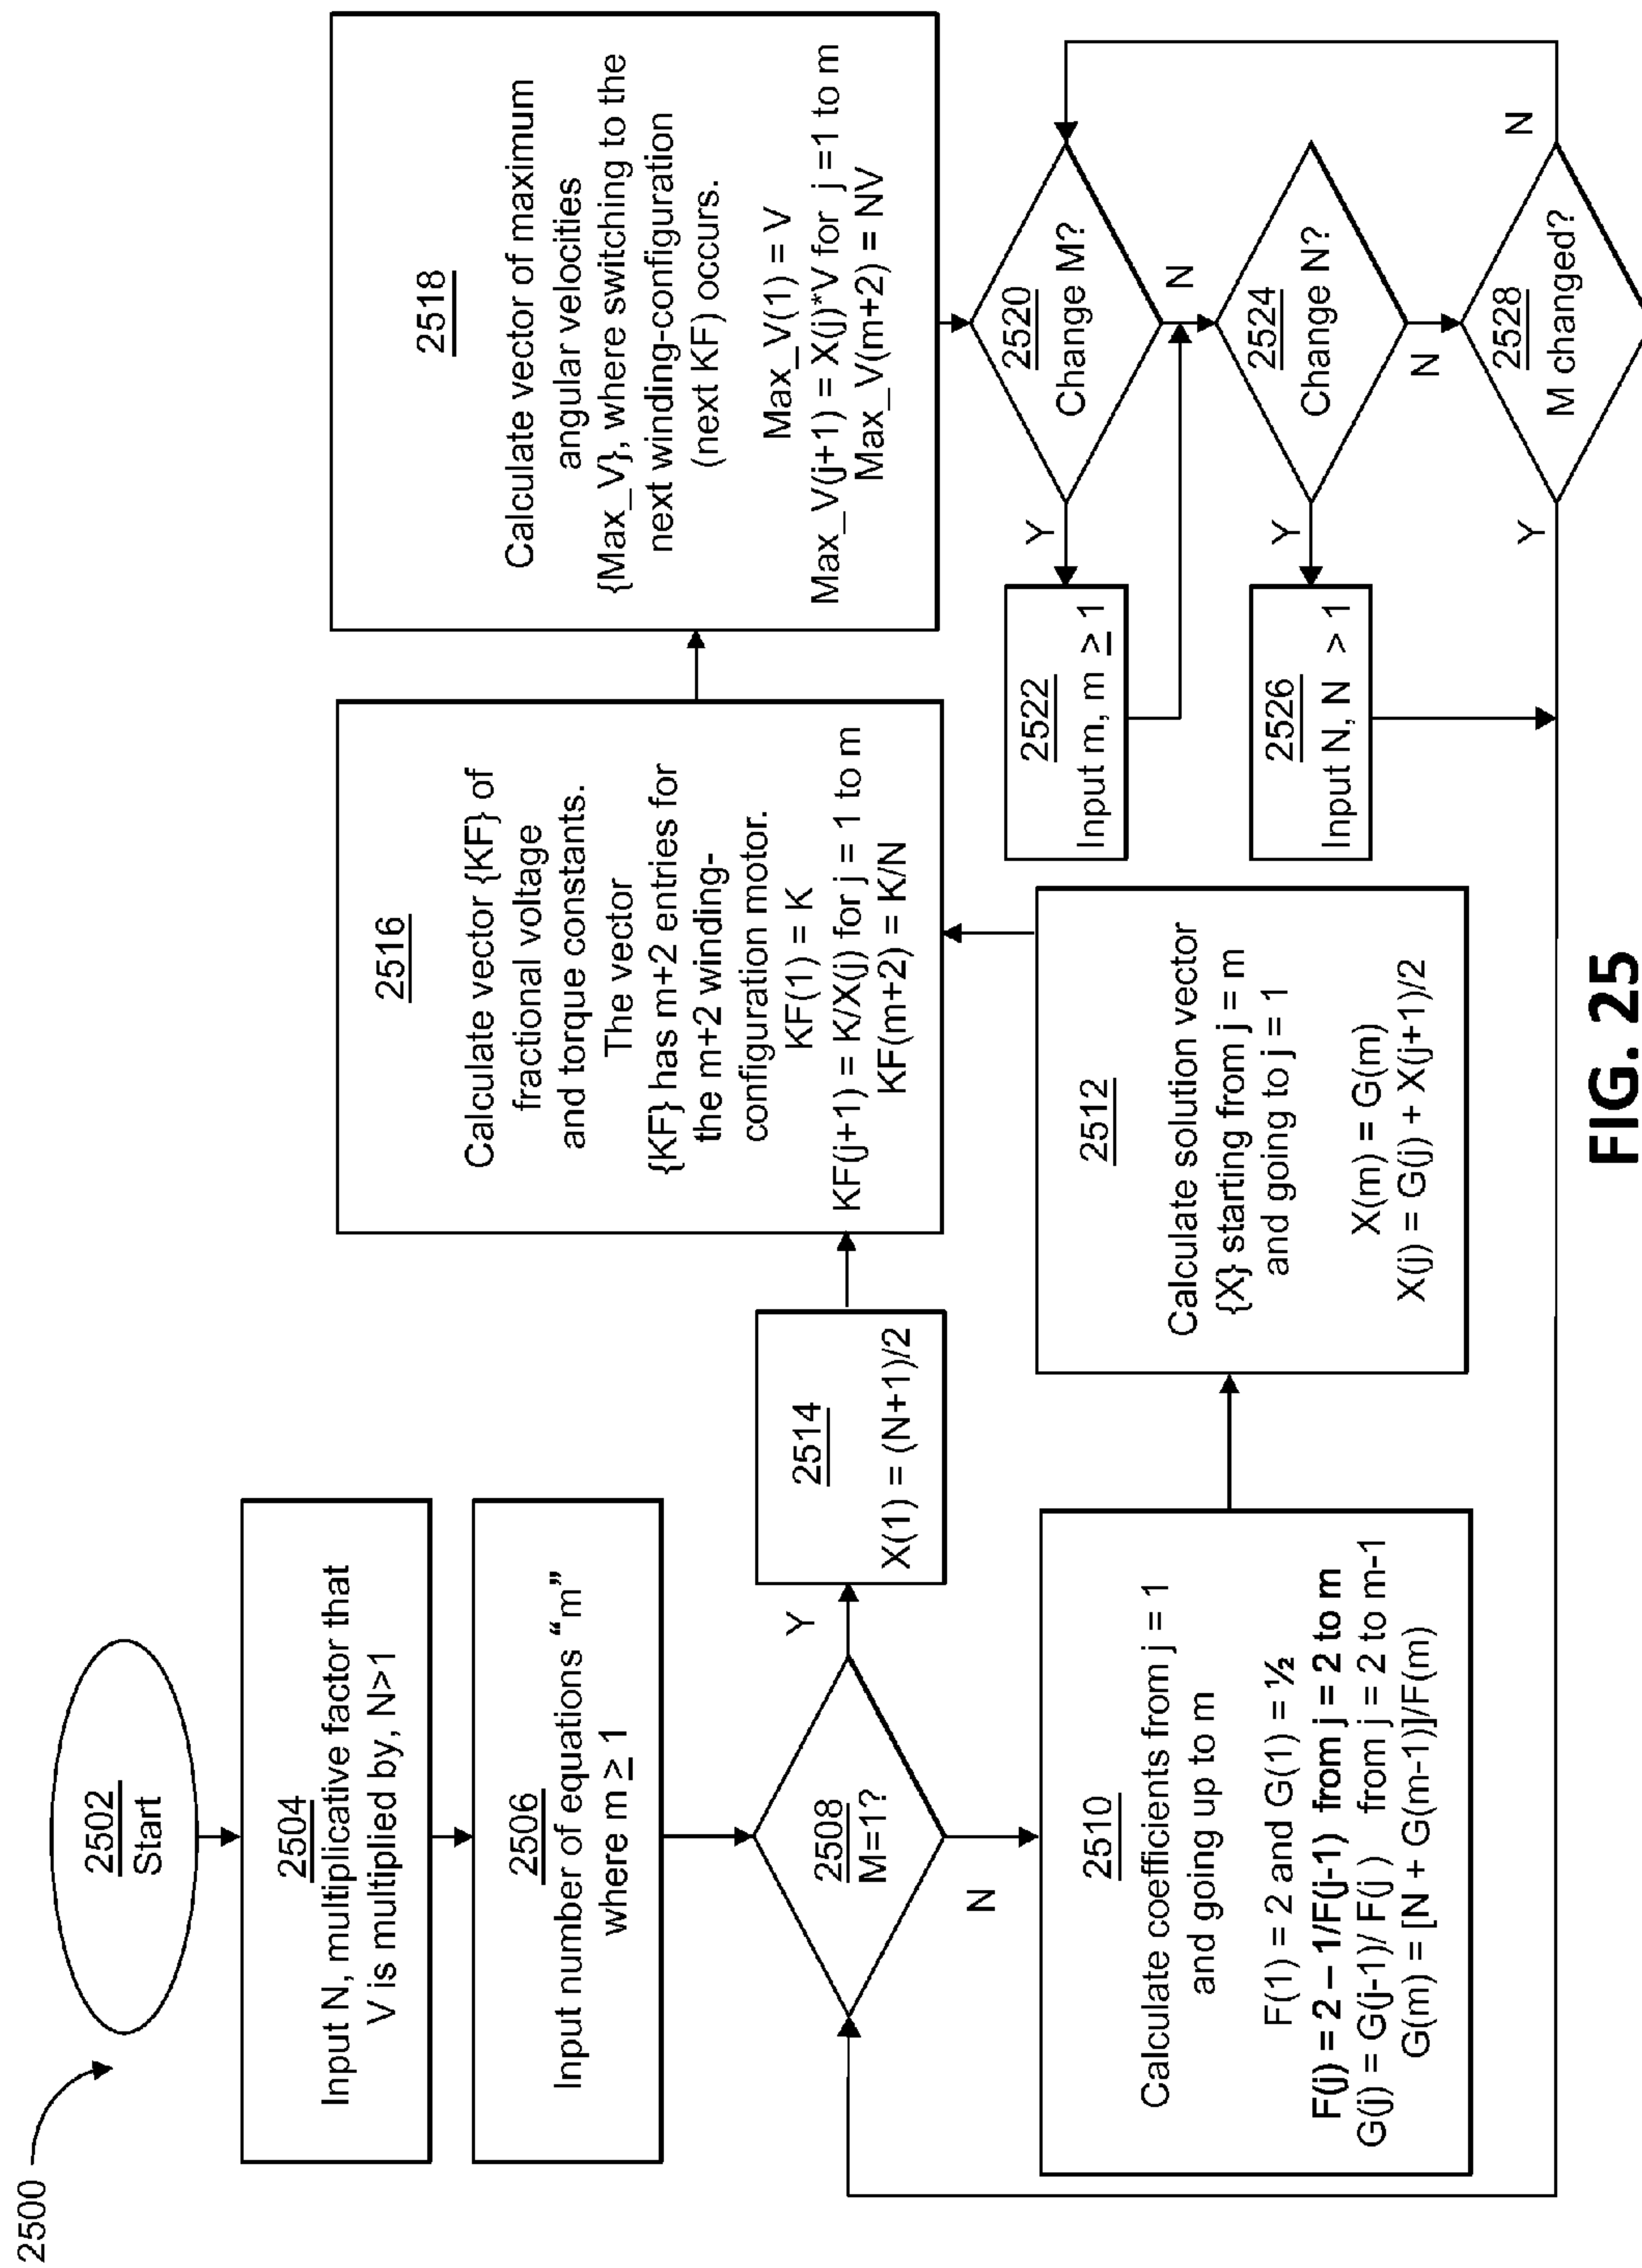 2500
2502
Start
2504
Input N, multiplicative factor that
V is multiplied by, N>1
2506
Input number of equations “m”
where m ≥ 1
2508
M=1?
Y
N
2510
Calculate coefficients from j = 1
and going up to m
F(1) = 2 and G(1) = ½
F(j) = 2 – 1/F(j-1) from j = 2 to m
G(j) = G(j-1)/ F(j ) from j = 2 to m-1
G(m) = [N + G(m-1)]/F(m)
2514
X(1) = (N+1)/2
2512
Calculate solution vector
{X} starting from j = m
and going to j = 1
X(m) = G(m)
X(j) = G(j) + X(j+1)/2
2516
Calculate vector {KF} of
fractional voltage
and torque constants.
The vector
{KF} has m+2 entries for
the m+2 winding-
configuration motor.
KF(1) = K
KF(j+1) = K/X(j) for j = 1 to m
KF(m+2) = K/N
2518
Calculate vector of maximum
angular velocities
{Max_V}, where switching to the
next winding-configuration
(next KF) occurs.
Max_V(1) = V
Max_V(j+1) = X(j)*V for j =1 to m
Max_V(m+2) = NV
2520
Change M?
Y
N
2522
Input m, m ≥ 1
2524
Change N?
Y
N
2526
Input N, N > 1
2528
M changed?
Y
N
FIG. 25